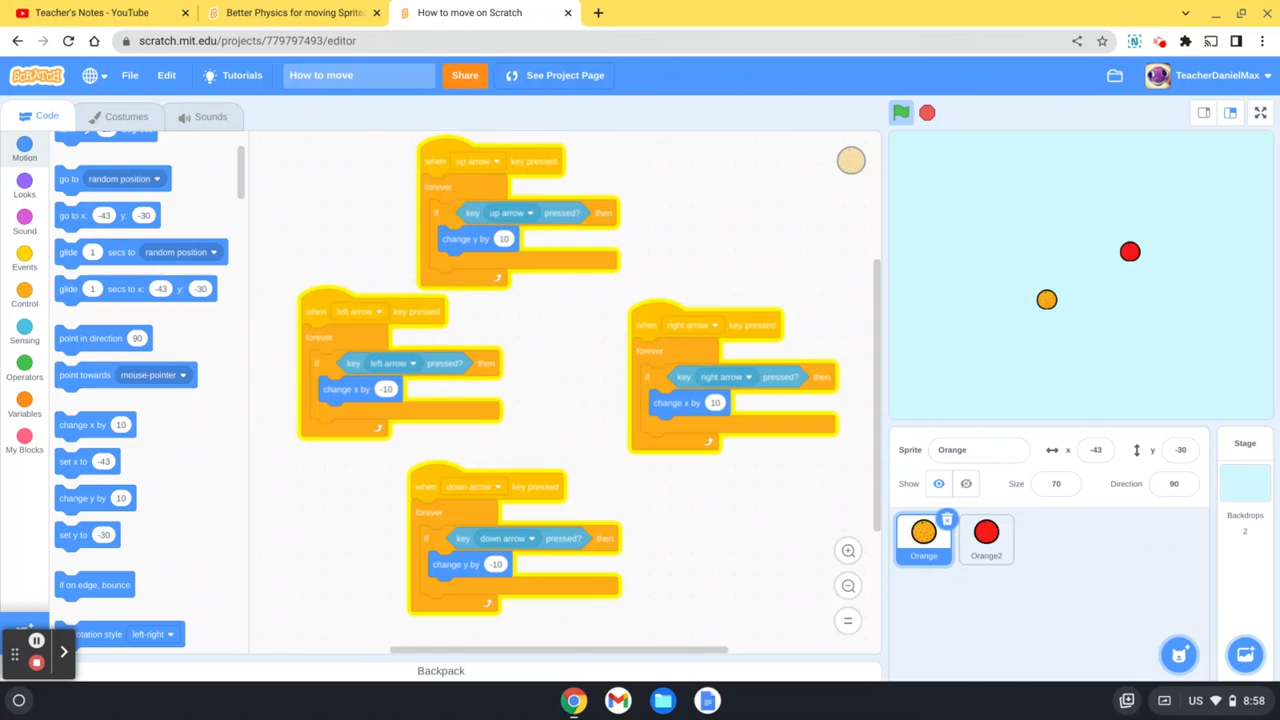 Teacher's Notes - YouTube
Better Physics for moving Sprite
How to move on Scratch
scratch.mit.edu/projects/779797493/editor
SCRATCH
File
Edit
Tutorials
How to move
Share
See Project Page
TeacherDanielMax
Code
Costumes
Sounds
Motion
Looks
Sound
Events
Control
Sensing
Operators
Variables
My Blocks
go to random position
go to x: -43 y: -30
glide 1 secs to random position
glide 1 secs to x: -43 y: -30
point in direction 90
point towards mouse-pointer
change x by 10
set x to -43
change y by 10
set y to -30
if on edge, bounce
otation style left-right
when up arrow key pressed
forever
if key up arrow pressed? then
change y by 10
when left arrow key pressed
forever
if key left arrow pressed? then
change x by -10
when right arrow key pressed
forever
if key right arrow pressed? then
change x by 10
when down arrow key pressed
forever
if key down arrow pressed? then
change y by -10
Backpack
Sprite Orange x -43 y -30
Show Size 70 Direction 90
Orange
Orange2
Stage
Backdrops
2
US 8:58